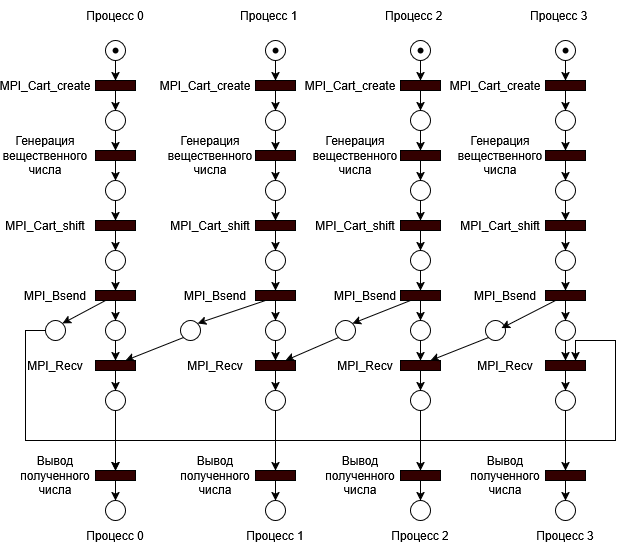 Процесс 0 Процесс 1 Процесс 2 Процесс 3
MPI_Cart_create MPI_Cart_create MPI_Cart_create MPI_Cart_create
Генерация Генерация Генерация Генерация
вещественного вещественного вещественного вещественного
числа числа числа числа
MPI_Cart_shift MPI_Cart_shift MPI_Cart_shift MPI_Cart_shift
MPI_Bsend MPI_Bsend MPI_Bsend MPI_Bsend
MPI_Recv MPI_Recv MPI_Recv MPI_Recv
Вывод Вывод Вывод Вывод
полученного полученного полученного полученного
числа числа числа числа
Процесс 0 Процесс 1 Процесс 2 Процесс 3